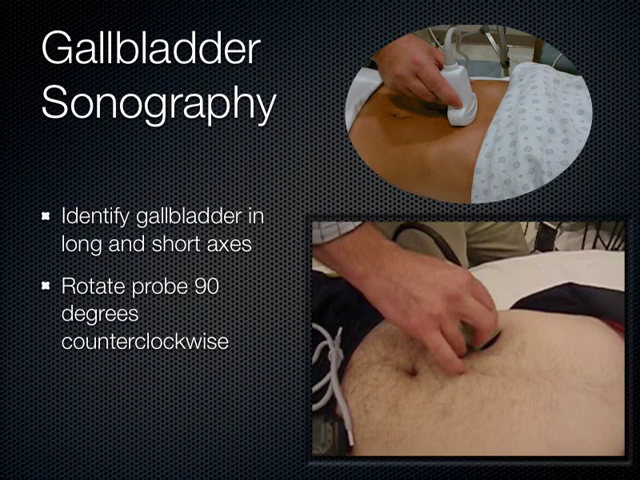 Gallbladder
Sonography
Identify gallbladder in
long and short axes
Rotate probe 90
degrees
counterclockwise